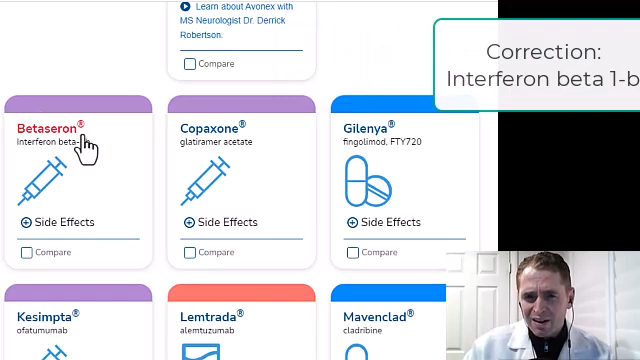 Learn about Avonex with
MS Neurologist Dr. Derrick
Robertson.
Compare
Correction:
Interferon beta 1-b
Betaseron®
Interferon beta-
Side Effects
Compare
Copaxone®
glatiramer acetate
Side Effects
Compare
Gilenya®
fingolimod, FTY720
Side Effects
Compare
Kesimpta®
ofatumumab
Lemtrada®
alemtuzumab
Mavenclad®
cladribine